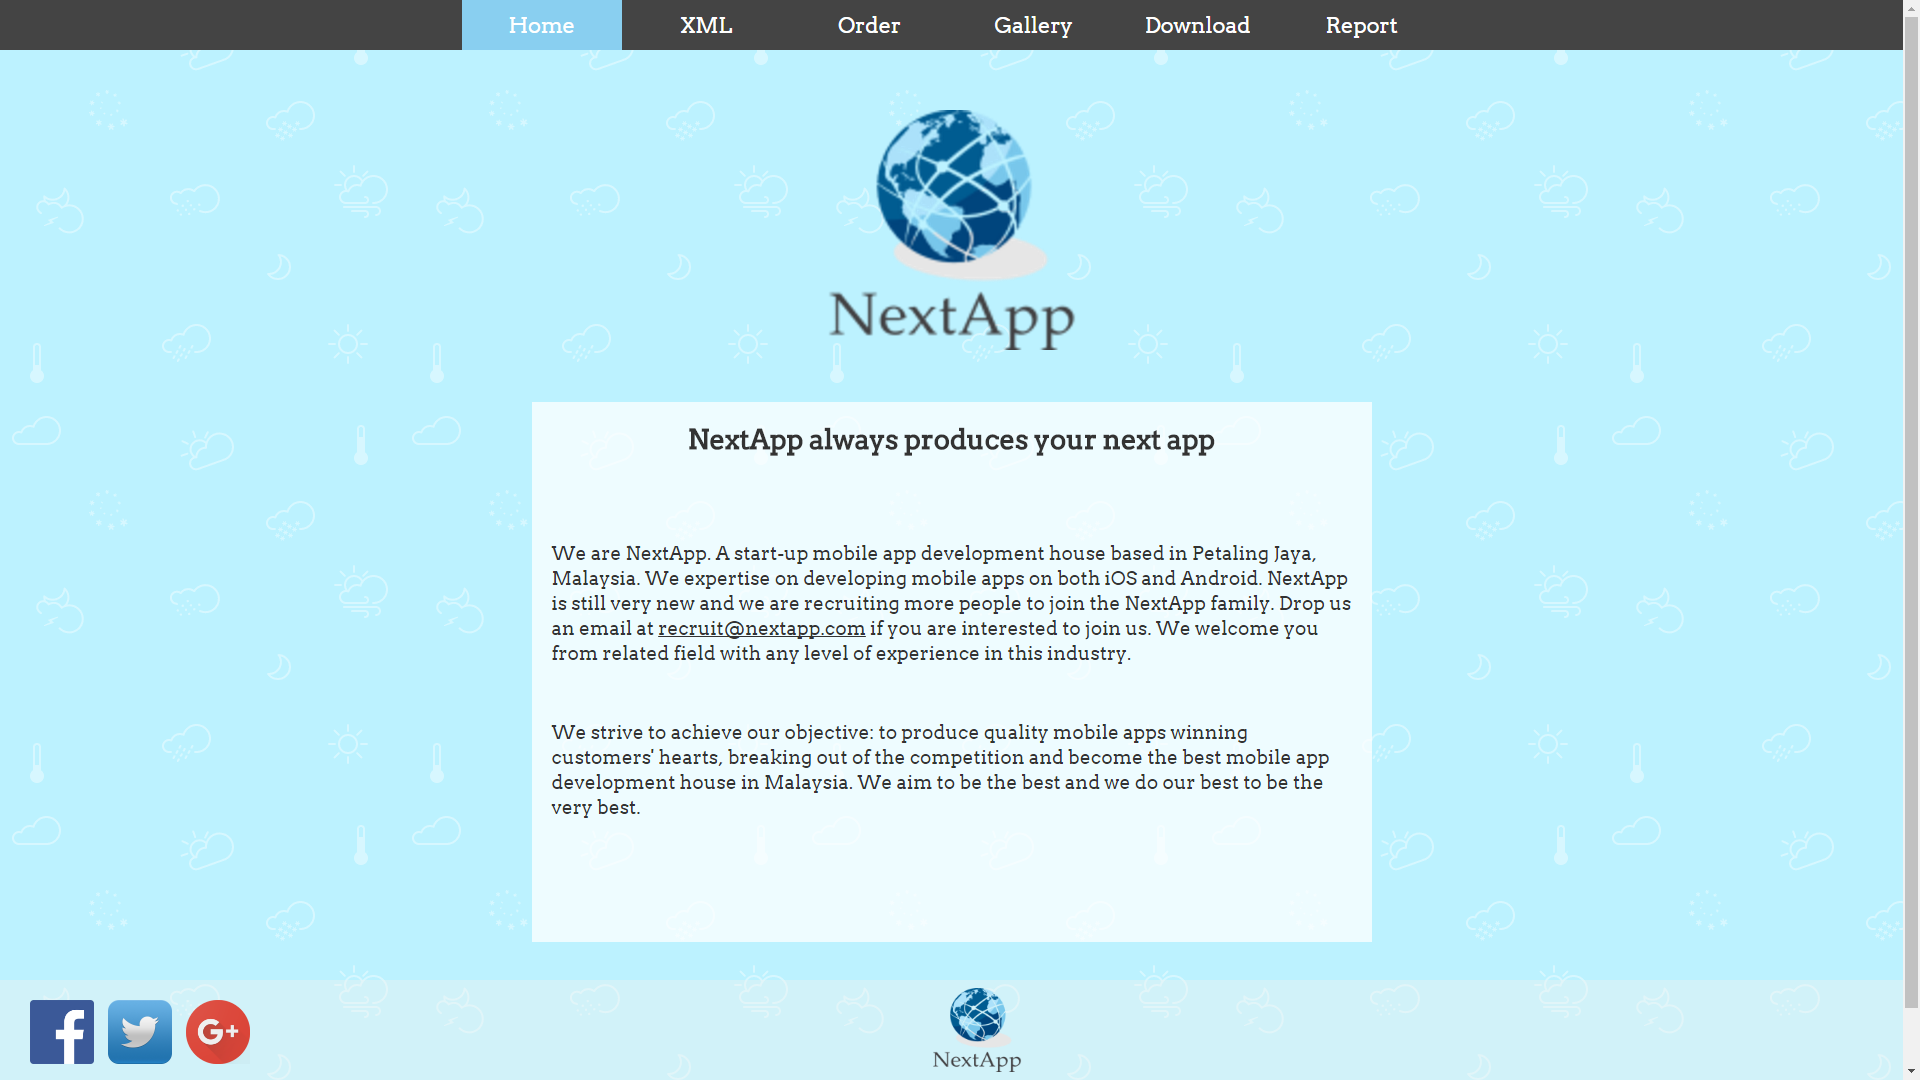 Home XML Order Gallery Download Report
NextApp
NextApp always produces your next app
We are NextApp. A start-up mobile app development house based in Petaling Jaya,
Malaysia. We expertise on developing mobile apps on both iOS and Android. NextApp
is still very new and we are recruiting more people to join the NextApp family. Drop us
an email at recruit@nextapp.com if you are interested to join us. We welcome you
from related field with any level of experience in this industry.
We strive to achieve our objective: to produce quality mobile apps winning
customers' hearts, breaking out of the competition and become the best mobile app
development house in Malaysia. We aim to be the best and we do our best to be the
very best.
f G+
NextApp